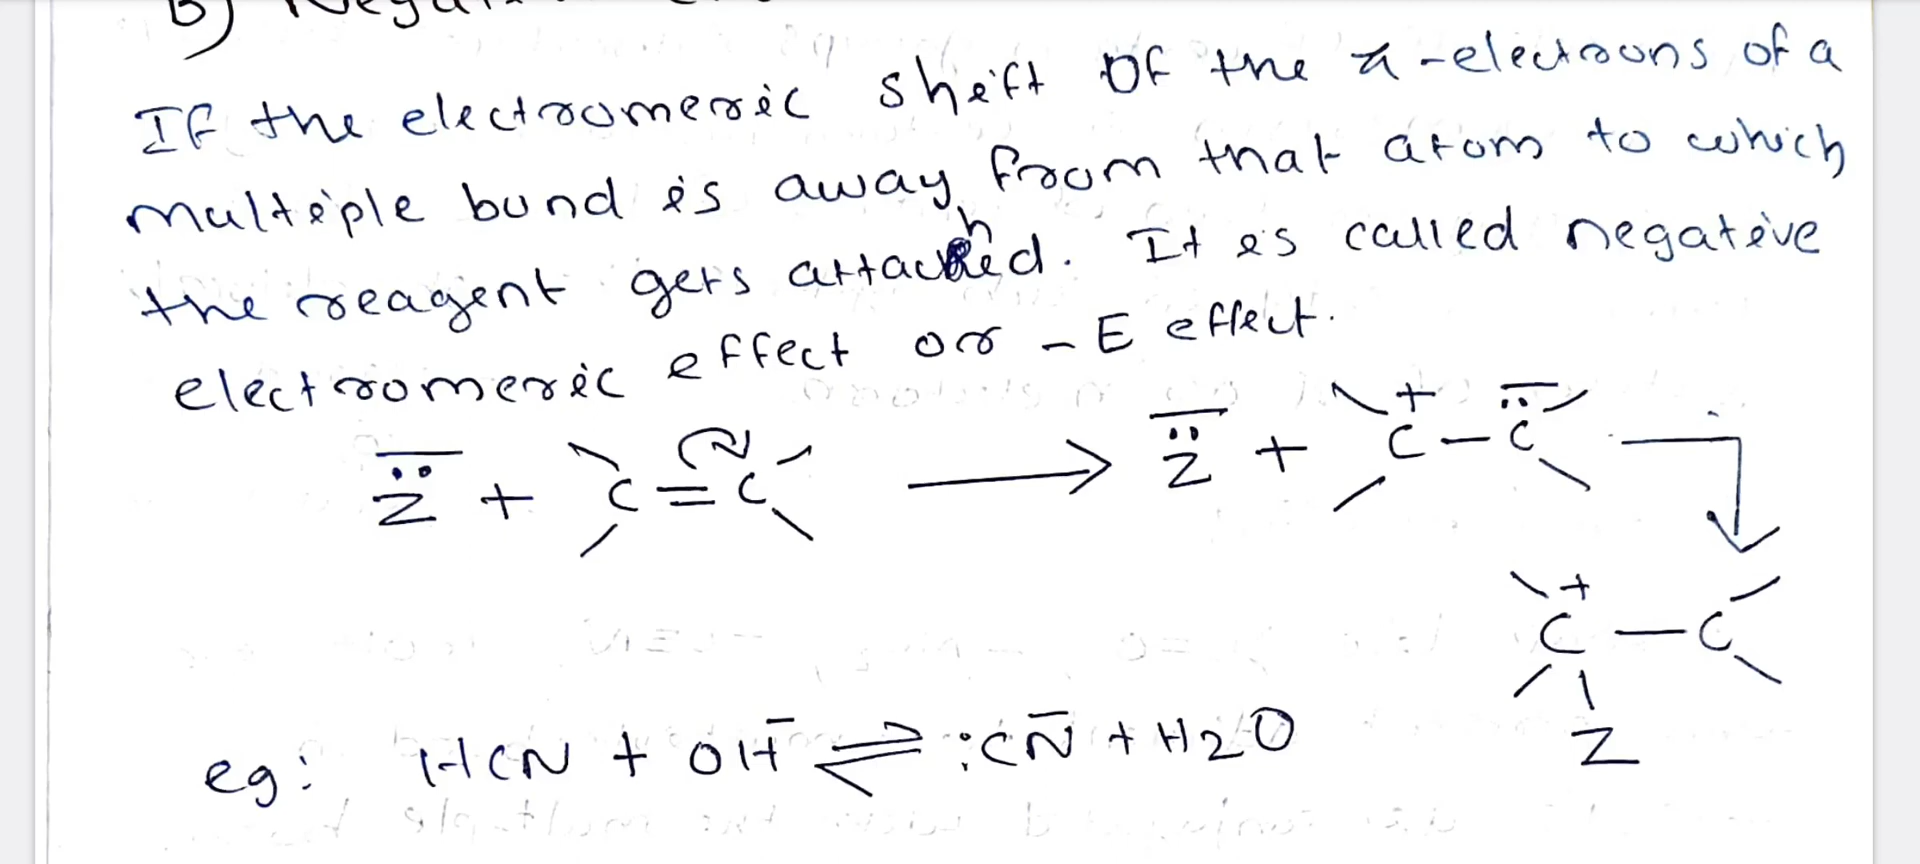 B) Negat
If the electromeric shift of the π-electrons of a
multiple bond is away from that atom to which
the reagent gets attached. It is called negative
electromeric effect or - E effect.
Z̄ + C = C → Z̄ + C⁺ - C̄
C⁺ - C
Z
eg: HCN + OH⁻ ⇌ :CN⁻ + H2O